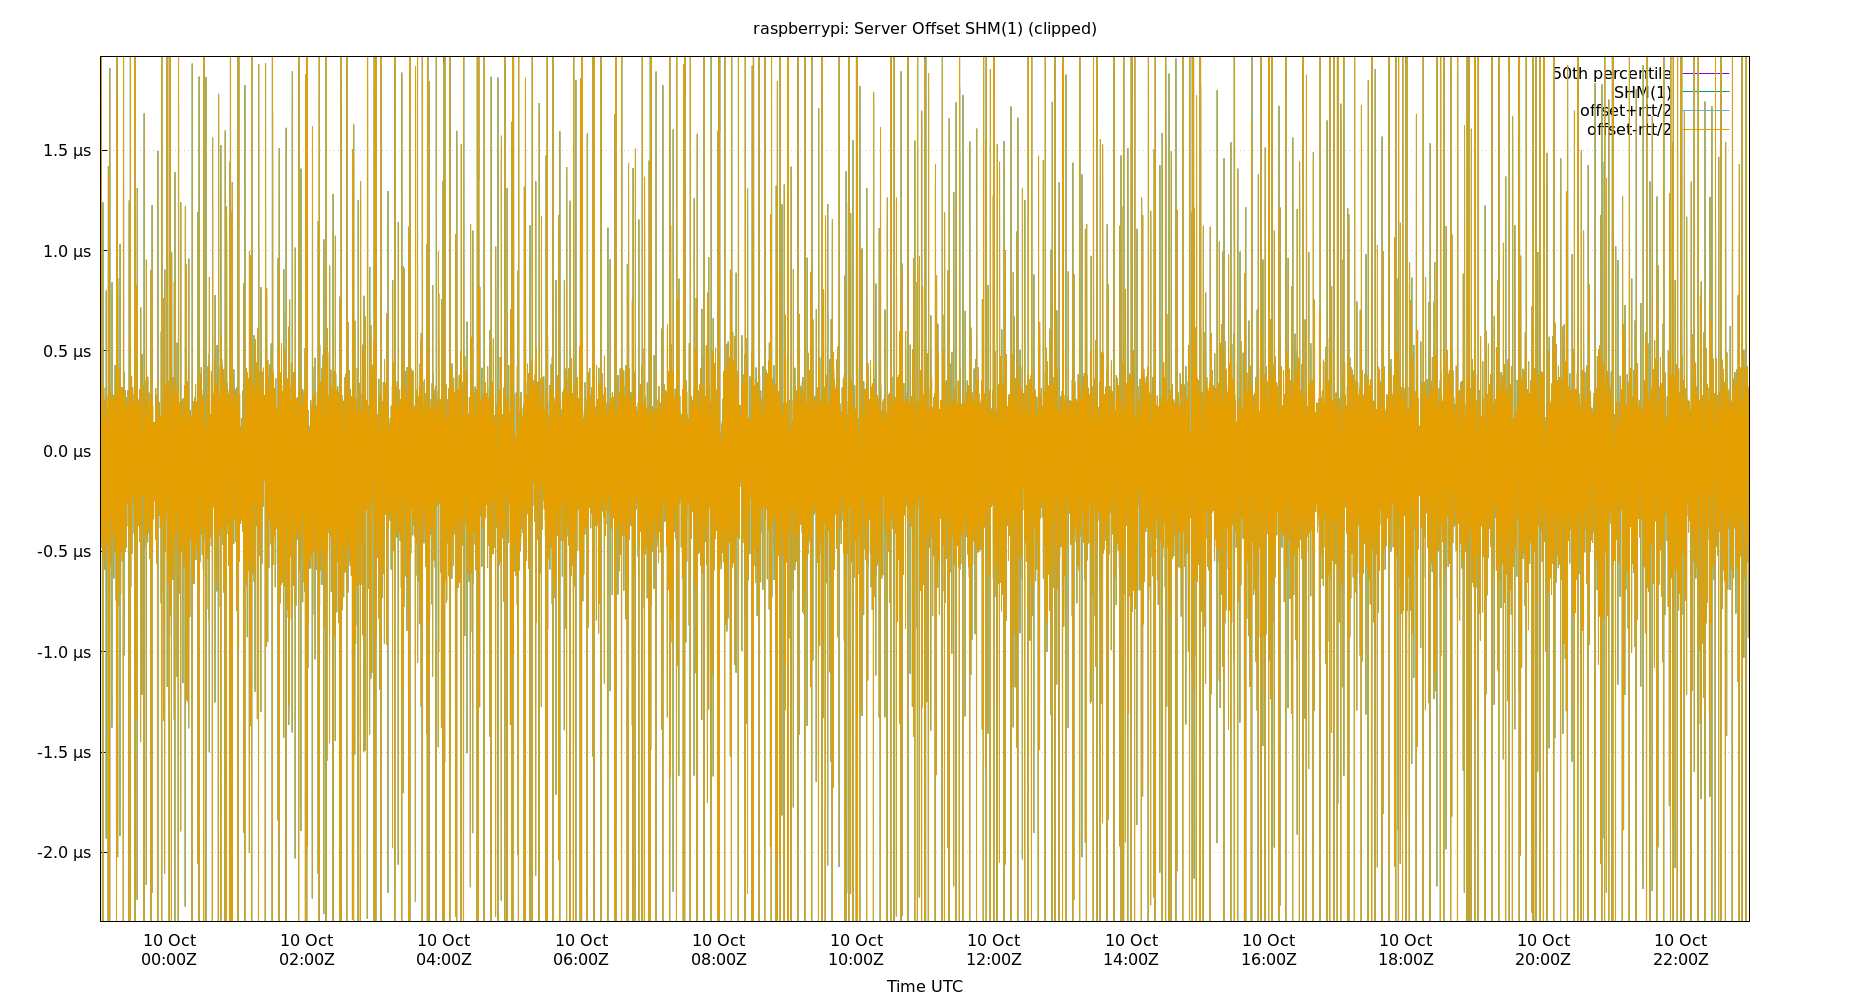 raspberrypi: Server Offset SHM(1) (clipped)
50th percentile
SHM(1)
offset+rtt/2
offset-rtt/2
1.5 µs
1.0 µs
0.5 µs
0.0 µs
-0.5 µs
-1.0 µs
-1.5 µs
-2.0 µs
10 Oct 10 Oct 10 Oct 10 Oct 10 Oct 10 Oct 10 Oct 10 Oct 10 Oct 10 Oct 10 Oct 10 Oct
00:00Z 02:00Z 04:00Z 06:00Z 08:00Z 10:00Z 12:00Z 14:00Z 16:00Z 18:00Z 20:00Z 22:00Z
Time UTC